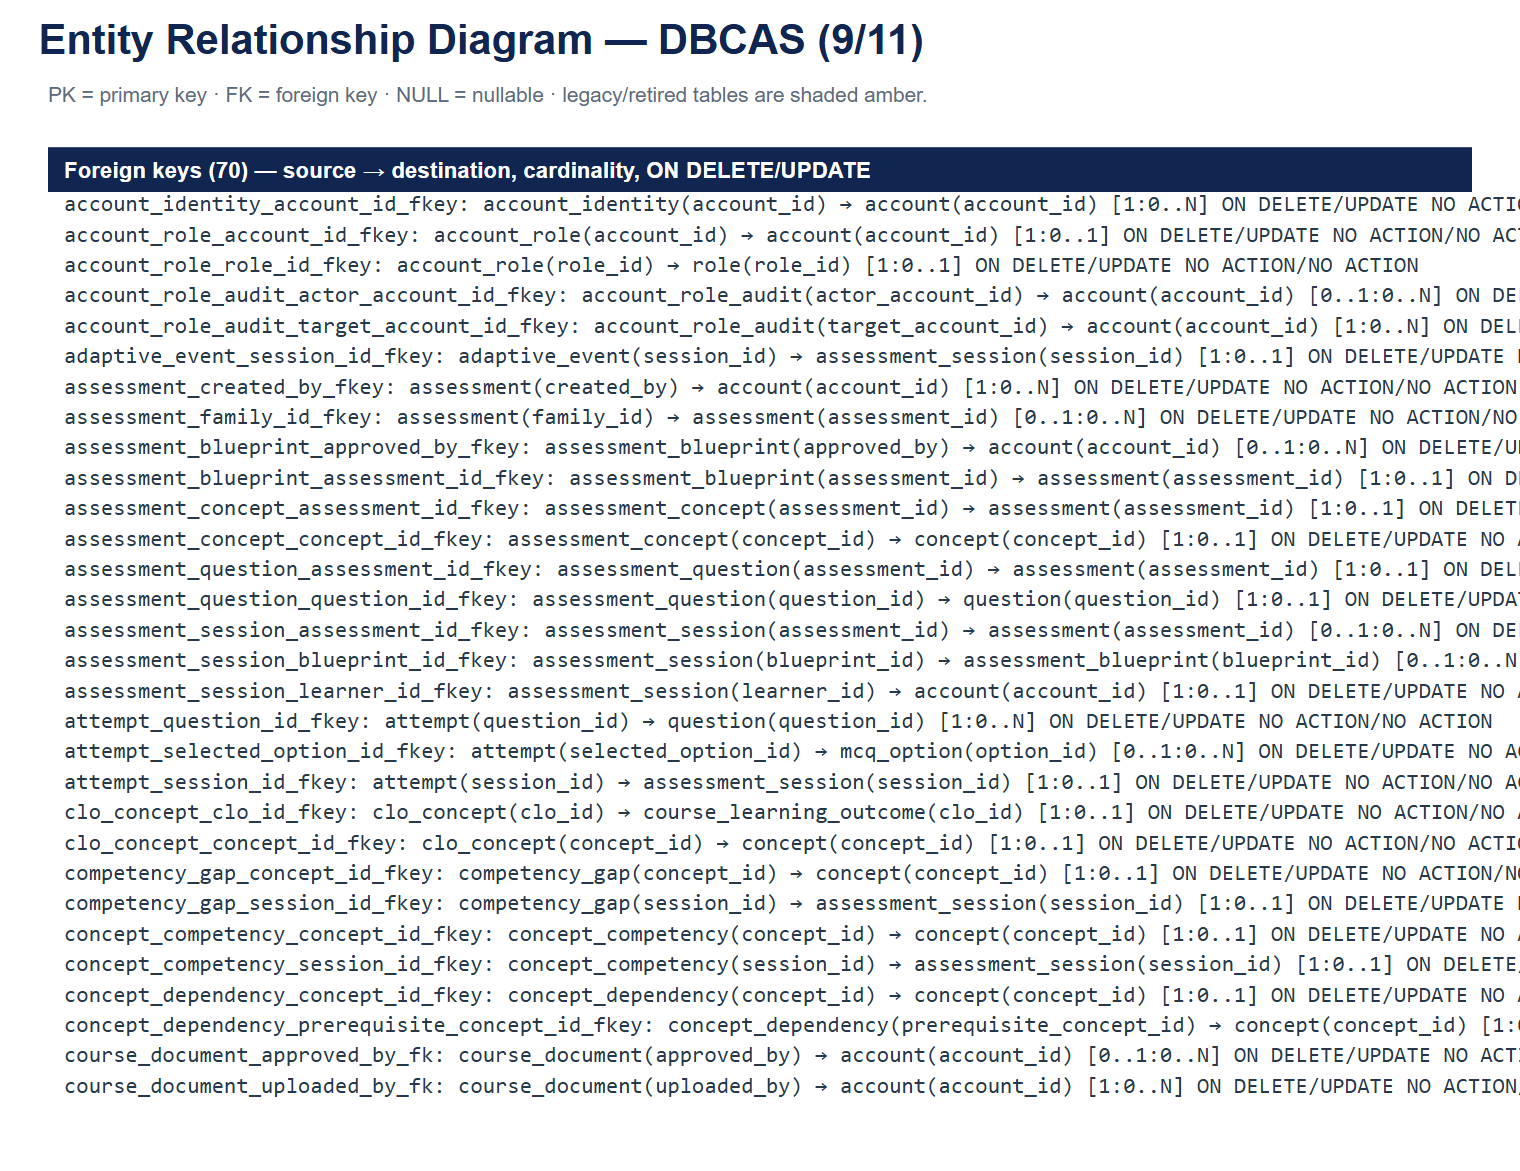 Entity Relationship Diagram — DBCAS (9/11)
PK = primary key · FK = foreign key · NULL = nullable · legacy/retired tables are shaded amber.
Foreign keys (70) — source → destination, cardinality, ON DELETE/UPDATE
account_identity_account_id_fkey: account_identity(account_id) → account(account_id) [1:0..N] ON DELETE/UPDATE NO ACTIO
account_role_account_id_fkey: account_role(account_id) → account(account_id) [1:0..1] ON DELETE/UPDATE NO ACTION/NO ACT
account_role_role_id_fkey: account_role(role_id) → role(role_id) [1:0..1] ON DELETE/UPDATE NO ACTION/NO ACTION
account_role_audit_actor_account_id_fkey: account_role_audit(actor_account_id) → account(account_id) [0..1:0..N] ON DE
account_role_audit_target_account_id_fkey: account_role_audit(target_account_id) → account(account_id) [1:0..N] ON DEL
adaptive_event_session_id_fkey: adaptive_event(session_id) → assessment_session(session_id) [1:0..1] ON DELETE/UPDATE
assessment_created_by_fkey: assessment(created_by) → account(account_id) [1:0..N] ON DELETE/UPDATE NO ACTION/NO ACTION
assessment_family_id_fkey: assessment(family_id) → assessment(assessment_id) [0..1:0..N] ON DELETE/UPDATE NO ACTION/NO
assessment_blueprint_approved_by_fkey: assessment_blueprint(approved_by) → account(account_id) [0..1:0..N] ON DELETE/U
assessment_blueprint_assessment_id_fkey: assessment_blueprint(assessment_id) → assessment(assessment_id) [1:0..1] ON D
assessment_concept_assessment_id_fkey: assessment_concept(assessment_id) → assessment(assessment_id) [1:0..1] ON DELET
assessment_concept_concept_id_fkey: assessment_concept(concept_id) → concept(concept_id) [1:0..1] ON DELETE/UPDATE NO
assessment_question_assessment_id_fkey: assessment_question(assessment_id) → assessment(assessment_id) [1:0..1] ON DEL
assessment_question_question_id_fkey: assessment_question(question_id) → question(question_id) [1:0..1] ON DELETE/UPDA
assessment_session_assessment_id_fkey: assessment_session(assessment_id) → assessment(assessment_id) [0..1:0..N] ON DE
assessment_session_blueprint_id_fkey: assessment_session(blueprint_id) → assessment_blueprint(blueprint_id) [0..1:0..N
assessment_session_learner_id_fkey: assessment_session(learner_id) → account(account_id) [1:0..1] ON DELETE/UPDATE NO
attempt_question_id_fkey: attempt(question_id) → question(question_id) [1:0..N] ON DELETE/UPDATE NO ACTION/NO ACTION
attempt_selected_option_id_fkey: attempt(selected_option_id) → mcq_option(option_id) [0..1:0..N] ON DELETE/UPDATE NO A
attempt_session_id_fkey: attempt(session_id) → assessment_session(session_id) [1:0..1] ON DELETE/UPDATE NO ACTION/NO A
clo_concept_clo_id_fkey: clo_concept(clo_id) → course_learning_outcome(clo_id) [1:0..1] ON DELETE/UPDATE NO ACTION/NO
clo_concept_concept_id_fkey: clo_concept(concept_id) → concept(concept_id) [1:0..1] ON DELETE/UPDATE NO ACTION/NO ACTIO
competency_gap_concept_id_fkey: competency_gap(concept_id) → concept(concept_id) [1:0..1] ON DELETE/UPDATE NO ACTION/N
competency_gap_session_id_fkey: competency_gap(session_id) → assessment_session(session_id) [1:0..1] ON DELETE/UPDATE
concept_competency_concept_id_fkey: concept_competency(concept_id) → concept(concept_id) [1:0..1] ON DELETE/UPDATE NO
concept_competency_session_id_fkey: concept_competency(session_id) → assessment_session(session_id) [1:0..1] ON DELETE
concept_dependency_concept_id_fkey: concept_dependency(concept_id) → concept(concept_id) [1:0..1] ON DELETE/UPDATE NO
concept_dependency_prerequisite_concept_id_fkey: concept_dependency(prerequisite_concept_id) → concept(concept_id) [1:
course_document_approved_by_fk: course_document(approved_by) → account(account_id) [0..1:0..N] ON DELETE/UPDATE NO ACT
course_document_uploaded_by_fk: course_document(uploaded_by) → account(account_id) [1:0..N] ON DELETE/UPDATE NO ACTION